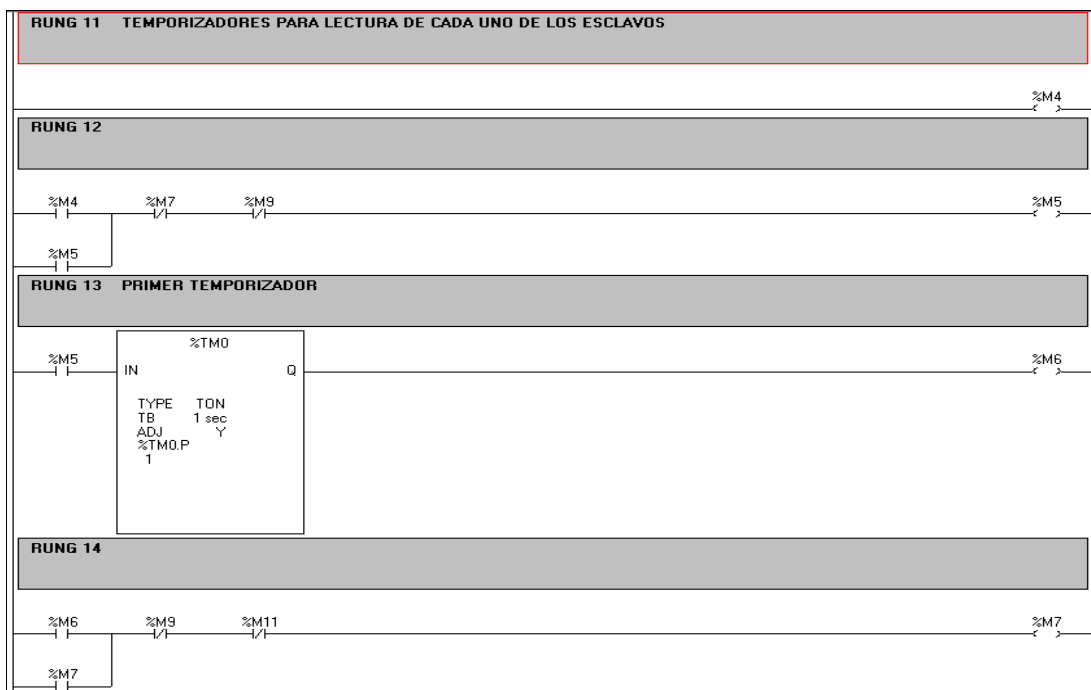 RUNG 11 TEMPORIZADORES PARA LECTURA DE CADA UNO DE LOS ESCLAVOS
%M4
RUNG 12
%M4 %M7 %M9 %M5
%M5
RUNG 13 PRIMER TEMPORIZADOR
%TM0
%M5 %M6
IN Q
TYPE TON
TB 1 sec
ADJ Y
%TM0.P
1
RUNG 14
%M6 %M9 %M11 %M7
%M7